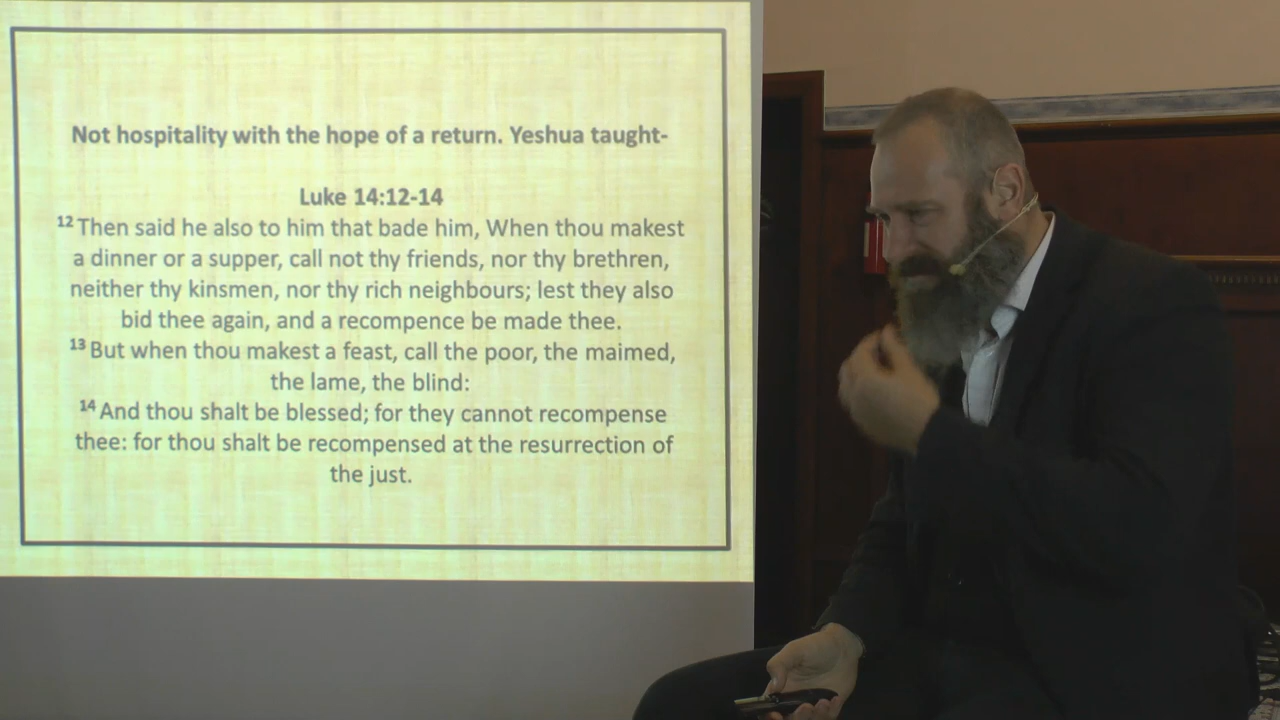 Not hospitality with the hope of a return. Yeshua taught-
Luke 14:12-14
12 Then said he also to him that bade him, When thou makest
a dinner or a supper, call not thy friends, nor thy brethren,
neither thy kinsmen, nor thy rich neighbours; lest they also
bid thee again, and a recompence be made thee.
13 But when thou makest a feast, call the poor, the maimed,
the lame, the blind:
14 And thou shalt be blessed; for they cannot recompense
thee: for thou shalt be recompensed at the resurrection of
the just.